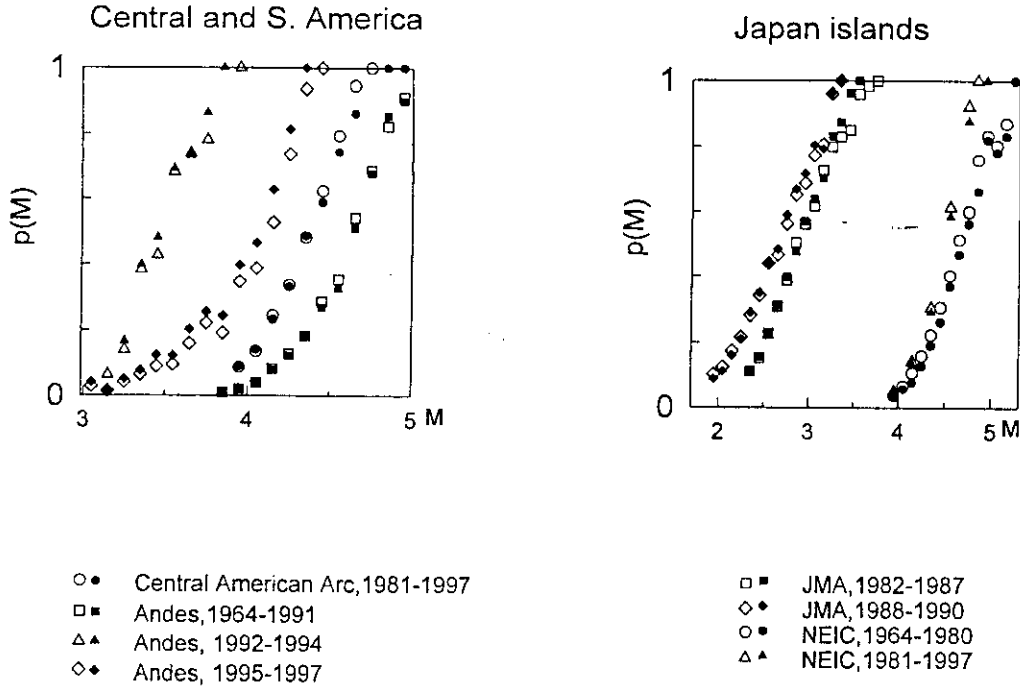 Central and S. America
1
p(M)
0
3
4
5
M
Central American Arc,1981-1997
Andes,1964-1991
Andes,1992-1994
Andes, 1995-1997
Japan islands
1
p(M)
0
2
3
4
5
M
JMA,1982-1987
JMA,1988-1990
NEIC,1964-1980
NEIC,1981-1997